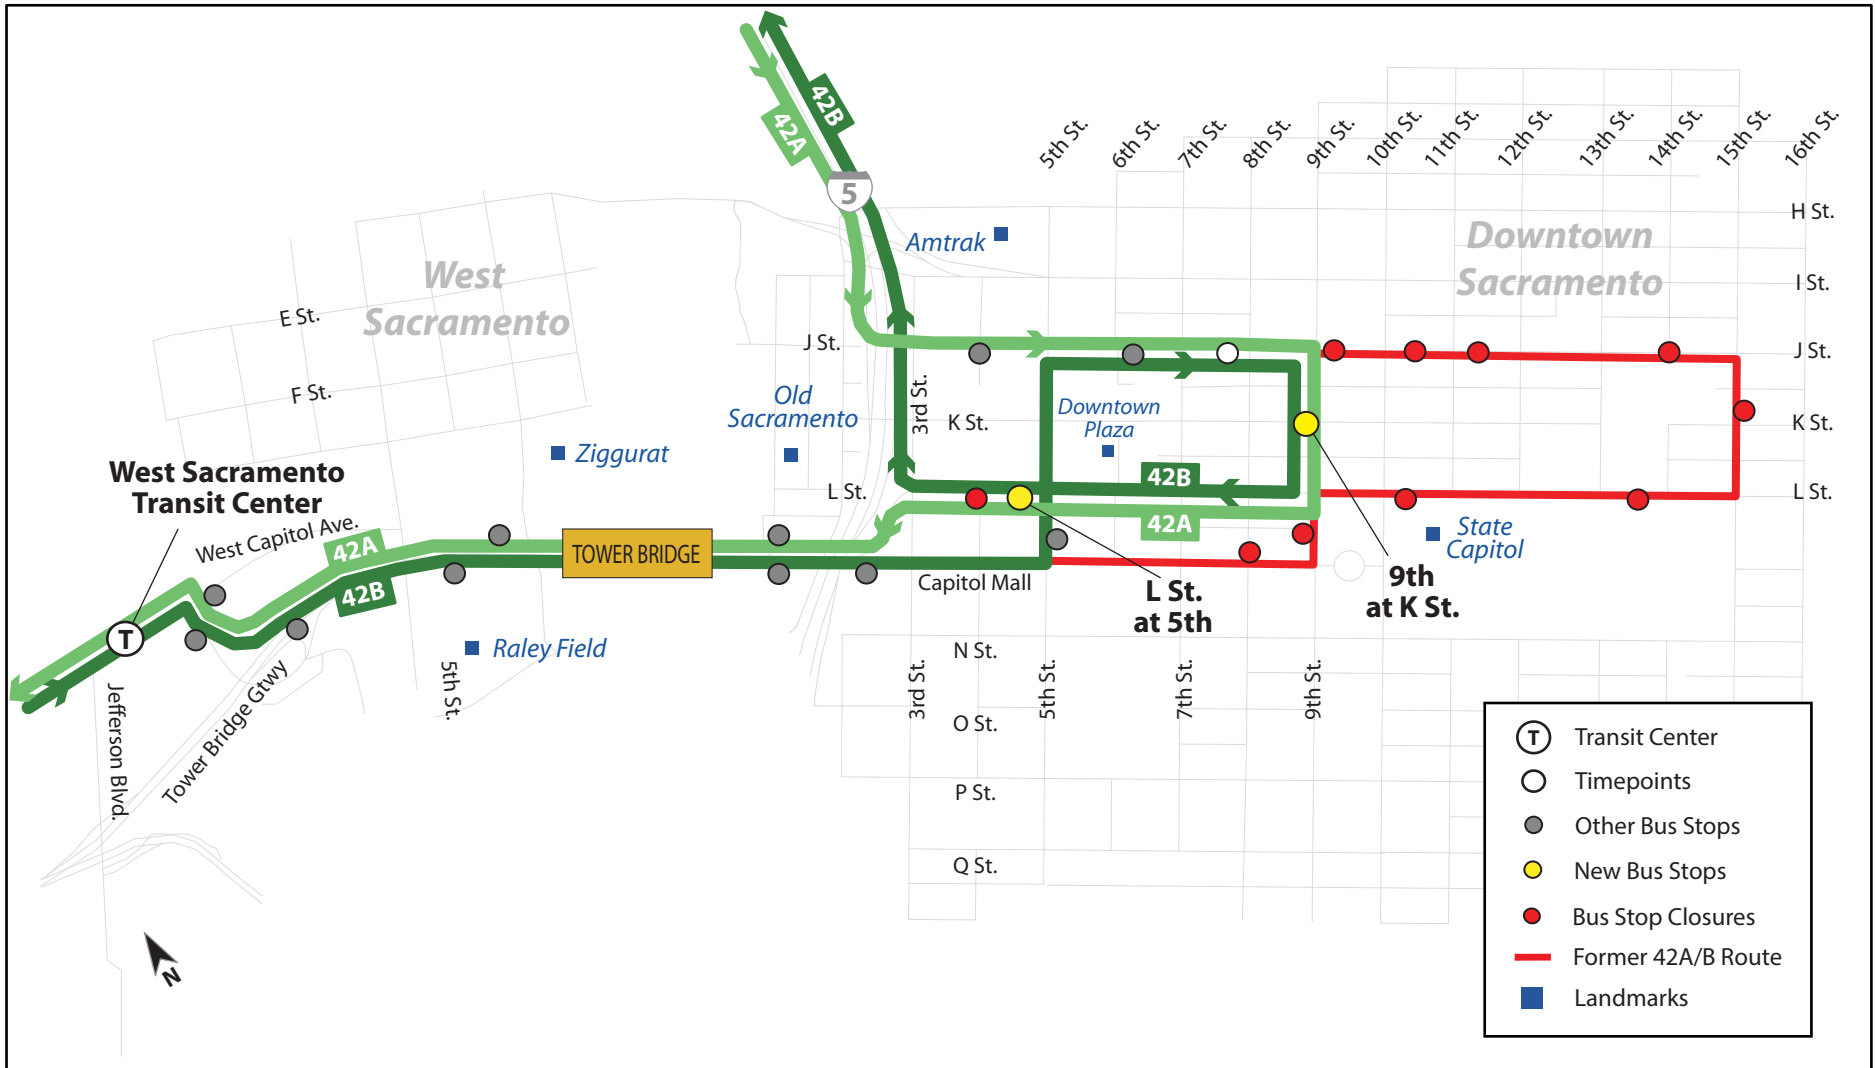 42B
42A
5
5th St.
6th St.
7th St.
8th St.
9th St.
10th St.
11th St.
12th St.
13th St.
14th St.
15th St.
16th St.
H St.
Amtrak
Downtown
Sacramento
West
Sacramento
I St.
E St.
J St.
J St.
F St.
Old
Sacramento
3rd St.
K St.
Downtown
Plaza
K St.
Ziggurat
West Sacramento
Transit Center
L St.
42B
L St.
42A
State
Capitol
West Capitol Ave.
42A
TOWER BRIDGE
42B
Capitol Mall
L St.
at 5th
9th
at K St.
T
Raley Field
N St.
Jefferson Blvd.
Tower Bridge Gtwy
5th St.
3rd St.
5th St.
7th St.
9th St.
O St.
P St.
Q St.
N
T Transit Center
Timepoints
Other Bus Stops
New Bus Stops
Bus Stop Closures
Former 42A/B Route
Landmarks